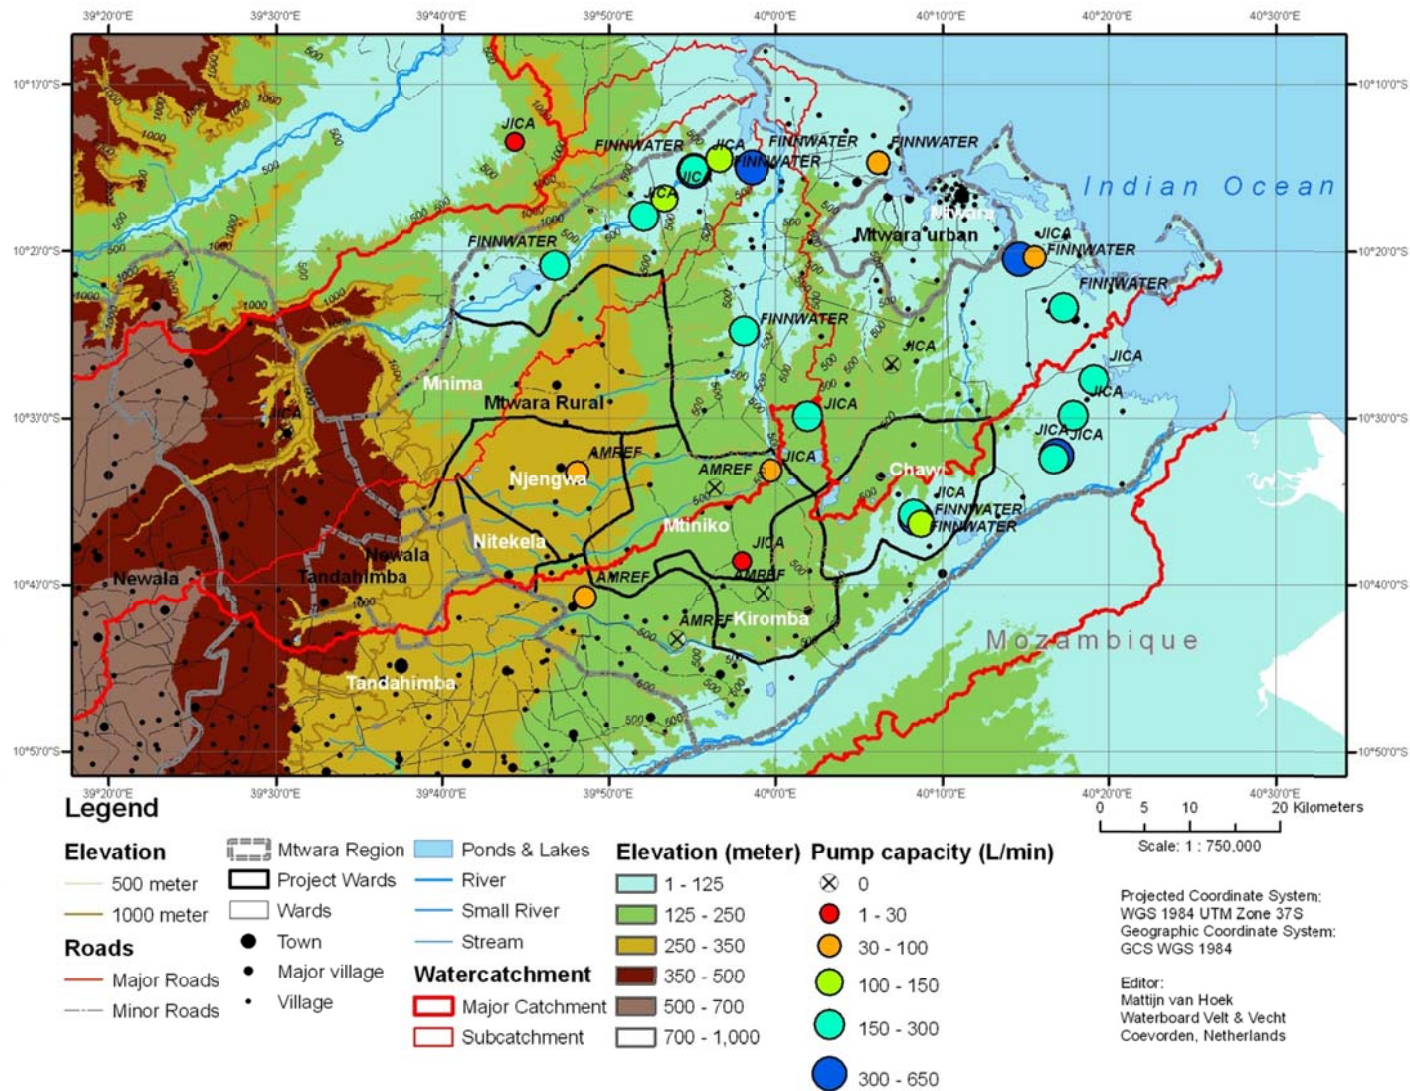 39°20'0"E 39°30'0"E 39°40'0"E 39°50'0"E 40°0'0"E 40°10'0"E 40°20'0"E 40°30'0"E
10°10'0"S 10°10'0"S
JICA
FINNWATER JICA FINNWATER FINNWATER
FINNWATER
JICA
JICA
Indian Ocean
Mtwara
Mtwara urban
JICA
10°20'0"S 10°20'0"S
FINNWATER FINNWATER
FINNWATER
FINNWATER
JICA
JICA
Mnima
JICA
Mtwara Rural
JICA
JICA
10°30'0"S 10°30'0"S
JICA JICA
AMREF JICA
AMREF
Chawi
Njengwa
JICA
FINNWATER
FINNWATER
Mtiniko
Nitekela
JICA
Newala
Newala Tandahimba AMREF AMREF
10°40'0"S 10°40'0"S
AMREF Kiromba
Mozambique
Tandahimba
10°50'0"S 10°50'0"S
39°20'0"E 39°30'0"E 39°40'0"E 39°50'0"E 40°0'0"E 40°10'0"E 40°20'0"E 40°30'0"E
Legend
Elevation
500 meter
1000 meter
Roads
Major Roads
Minor Roads
Mtwara Region
Project Wards
Wards
Town
Major village
Village
Ponds & Lakes
River
Small River
Stream
Watercatchment
Major Catchment
Subcatchment
Elevation (meter)
1 - 125
125 - 250
250 - 350
350 - 500
500 - 700
700 - 1,000
Pump capacity (L/min)
0
1 - 30
30 - 100
100 - 150
150 - 300
300 - 650
0 5 10 20 Kilometers
Scale: 1 : 750,000
Projected Coordinate System:
WGS 1984 UTM Zone 37S
Geographic Coordinate System:
GCS WGS 1984
Editor:
Mattijn van Hoek
Waterboard Velt & Vecht
Coevorden, Netherlands